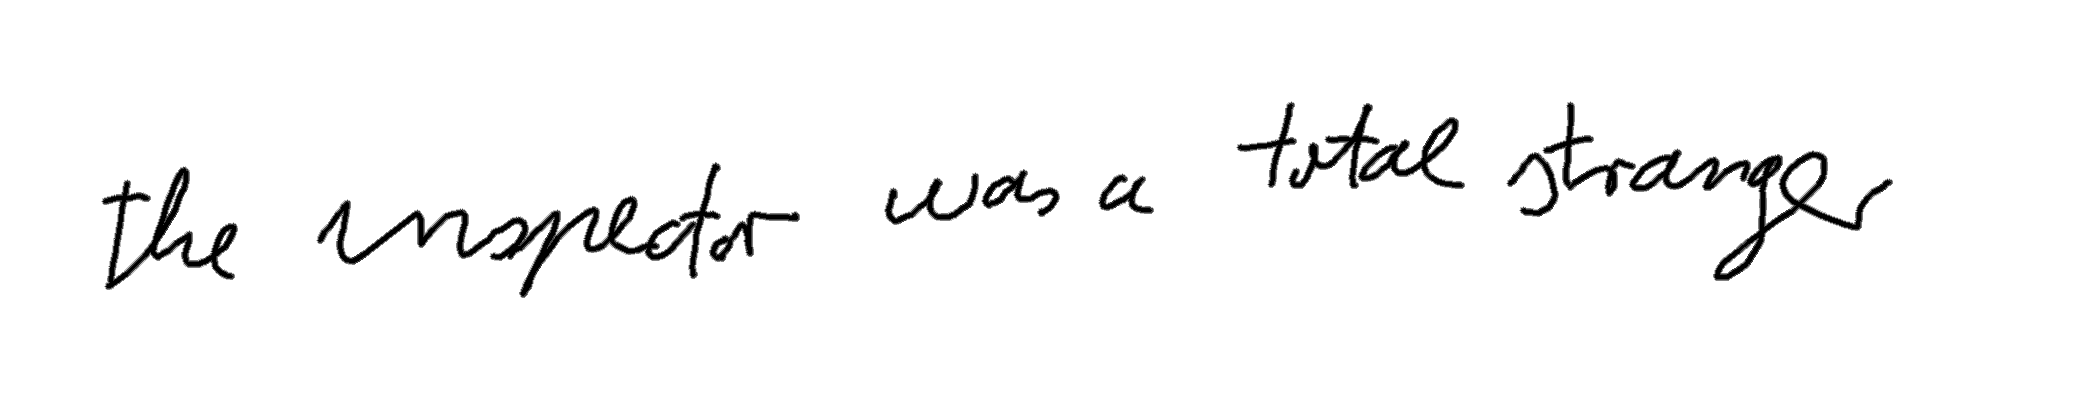 the inspector was a total stranger